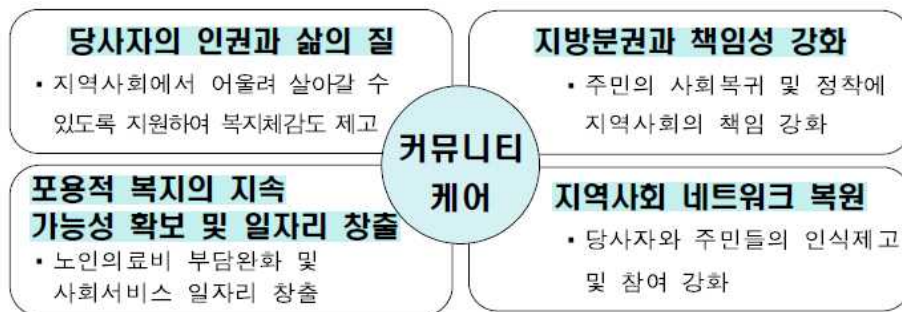 당사자의 인권과 삶의 질
▪ 지역사회에서 어울려 살아갈 수
있도록 지원하여 복지체감도 제고
지방분권과 책임성 강화
▪ 주민의 사회복귀 및 정착에
지역사회의 책임 강화
커뮤니티
케어
포용적 복지의 지속
가능성 확보 및 일자리 창출
▪ 노인의료비 부담완화 및
사회서비스 일자리 창출
지역사회 네트워크 복원
▪ 당사자와 주민들의 인식제고
및 참여 강화